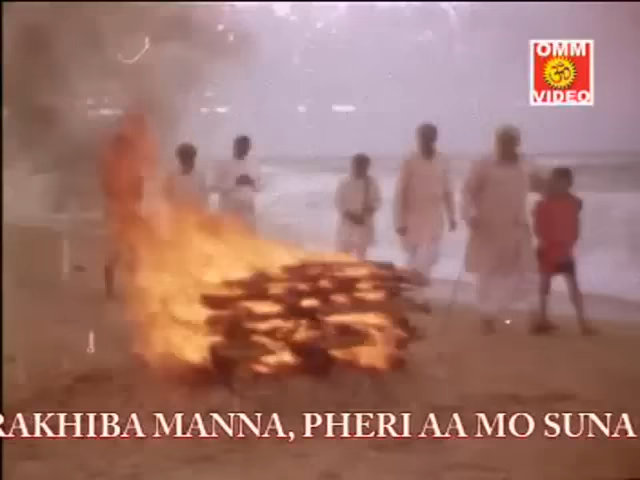 OMM
ॐ
VIDEO
RAKHIBA MANNA, PHERI AA MO SUNA